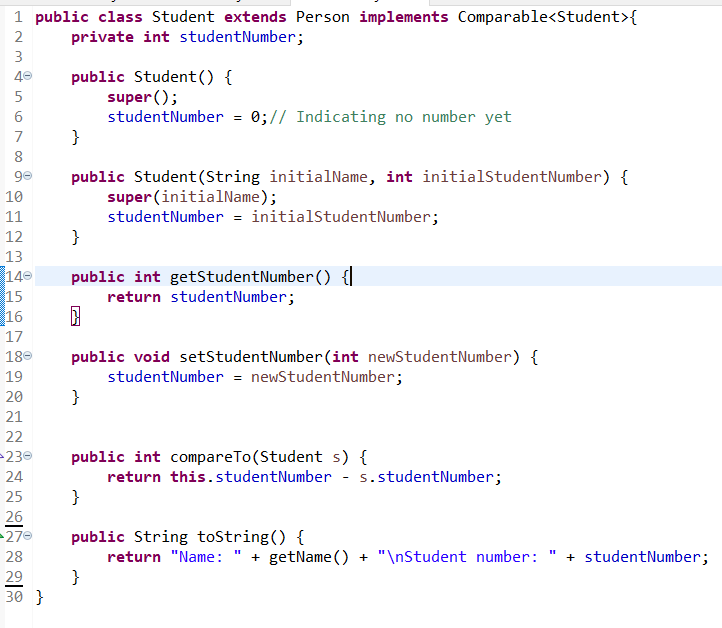 1 public class Student extends Person implements Comparable<Student>{
2     private int studentNumber;
3
4     public Student() {
5         super();
6         studentNumber = 0;// Indicating no number yet
7     }
8
9     public Student(String initialName, int initialStudentNumber) {
10         super(initialName);
11         studentNumber = initialStudentNumber;
12     }
13
14     public int getStudentNumber() {
15         return studentNumber;
16     }
17
18     public void setStudentNumber(int newStudentNumber) {
19         studentNumber = newStudentNumber;
20     }
21
22
23     public int compareTo(Student s) {
24         return this.studentNumber - s.studentNumber;
25     }
26
27     public String toString() {
28         return "Name: " + getName() + "\nStudent number: " + studentNumber;
29     }
30 }